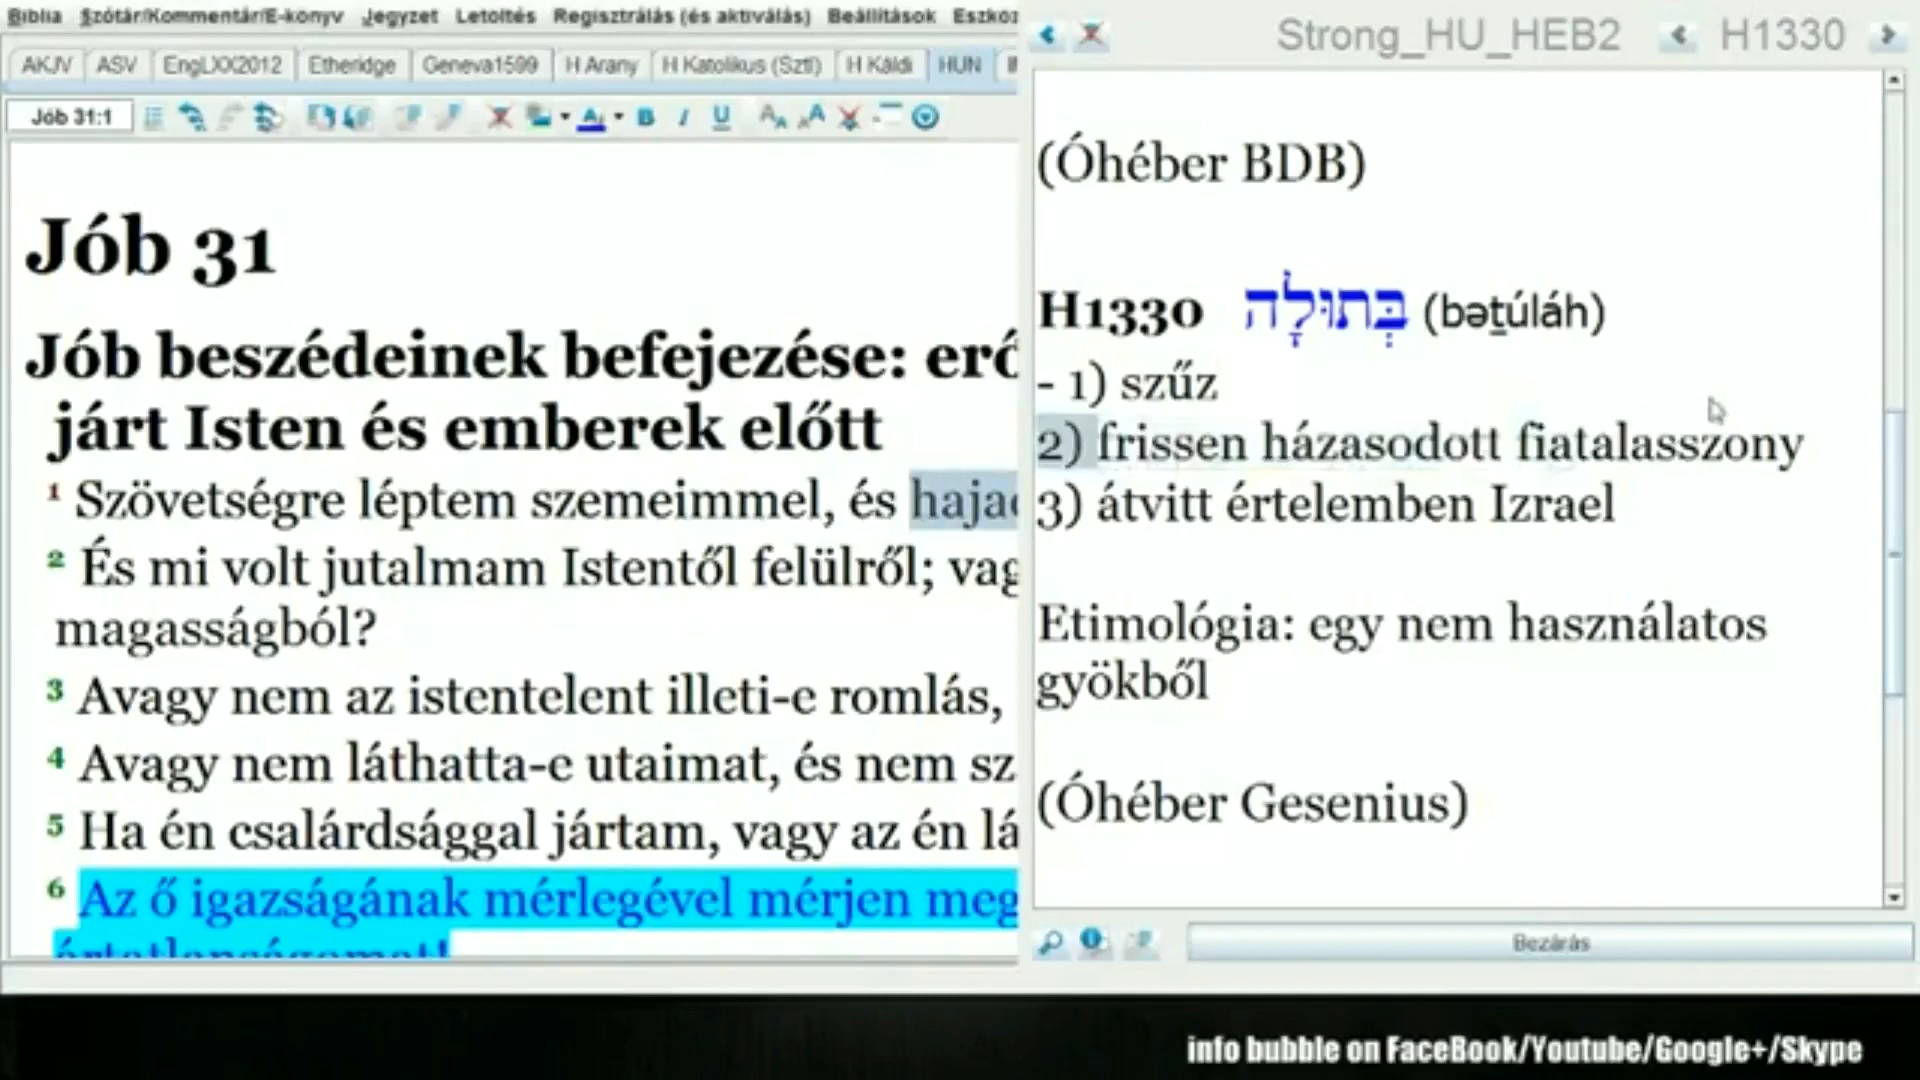 Biblia Szótár/Kommentár/E-könyv Jegyzet Letöltés Regisztrálás (és aktiválás) Beállítások Eszkoz
AKJV ASV EngLXX2012 Etheridge Geneva1599 H Arany H Katolikus (SztI) H Káldi HUN
Jób 31:1
Jób 31
Jób beszédeinek befejezése: eré
járt Isten és emberek előtt
1 Szövetségre léptem szemeimmel, és hajad
2 És mi volt jutalmam Istentől felülről; vag
magasságból?
3 Avagy nem az istentelent illeti-e romlás,
4 Avagy nem láthatta-e utaimat, és nem sz
5 Ha én csalárdsággal jártam, vagy az én lá
6 Az ő igazságának mérlegével mérjen meg
ártatlanságomat!
Strong_HU_HEB2 H1330
(Óhéber BDB)
H1330 בְּתוּלָה (bəṯúláh)
- 1) szűz
2) frissen házasodott fiatalasszony
3) átvitt értelemben Izrael
Etimológia: egy nem használatos
gyökből
(Óhéber Gesenius)
Bezárás
info bubble on FaceBook/Youtube/Google+/Skype